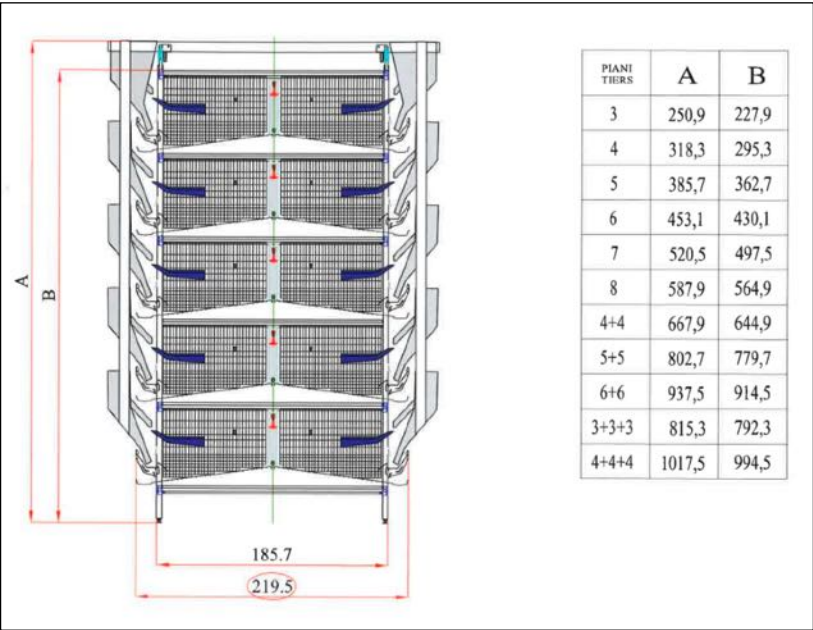 A
B
185.7
219.5
PIANI
TIERS A B
3 250,9 227,9
4 318,3 295,3
5 385,7 362,7
6 453,1 430,1
7 520,5 497,5
8 587,9 564,9
4+4 667,9 644,9
5+5 802,7 779,7
6+6 937,5 914,5
3+3+3 815,3 792,3
4+4+4 1017,5 994,5